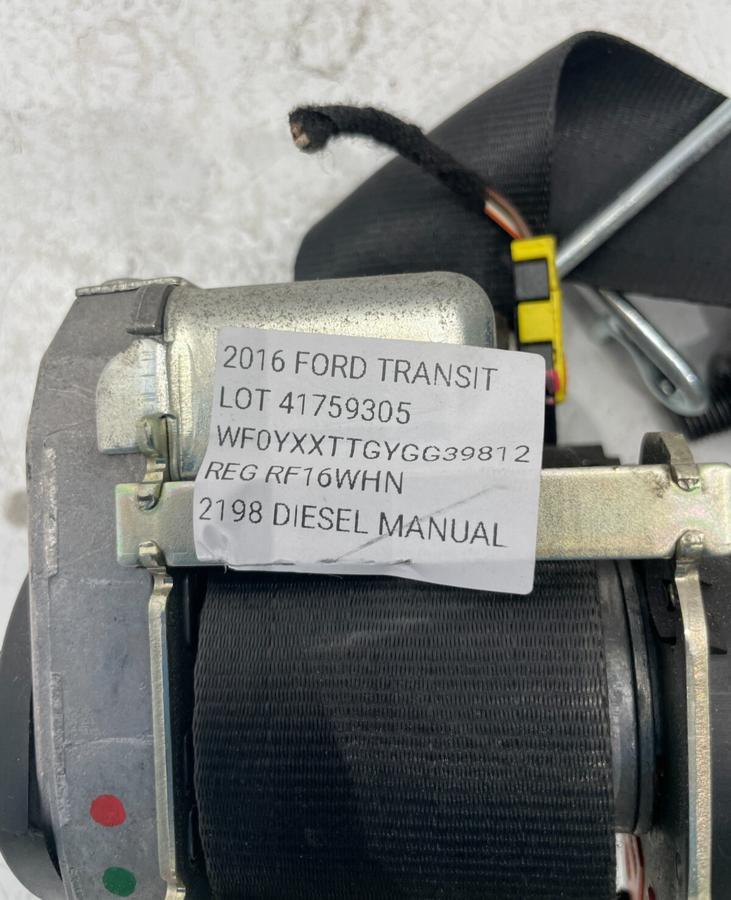 2016 FORD TRANSIT
LOT 41759305
WF0YXXTTGYGG39812
REG RF16WHN
2198 DIESEL MANUAL